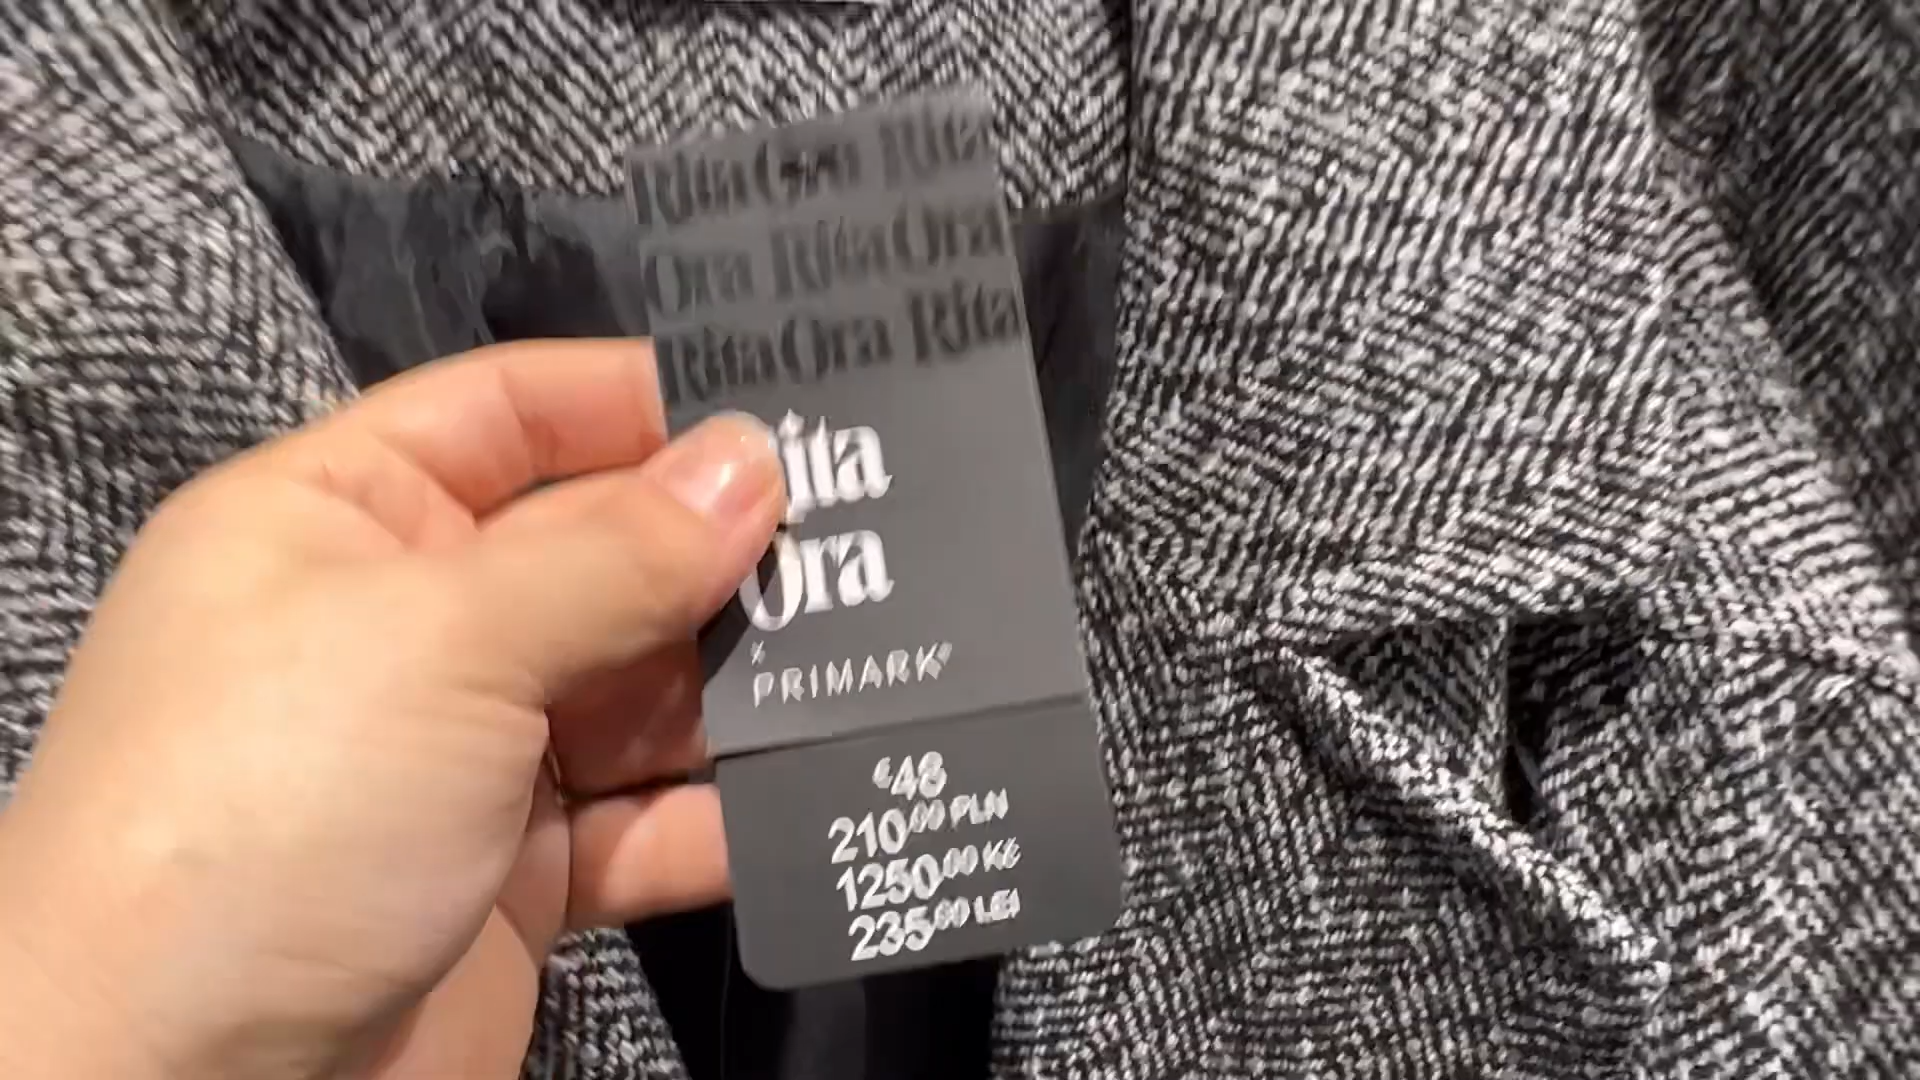 Rita Ora Rita
Ora Rita Ora
Rita Ora Rita
Rita
Ora
x
PRIMARK®
€48
210.00 PLN
1250.00 Kč
235.00 LEI